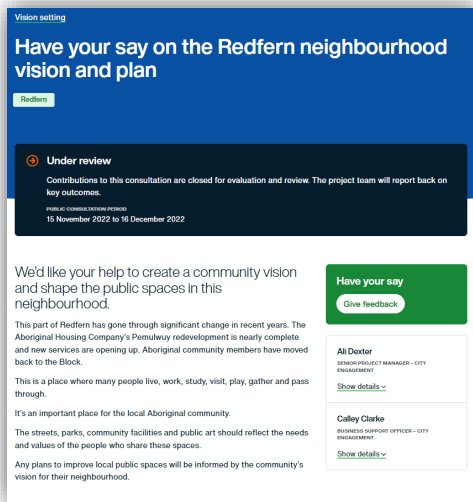 Vision setting
Have your say on the Redfern neighbourhood
vision and plan
Redfern
Under review
Contributions to this consultation are closed for evaluation and review. The project team will report back on
key outcomes.
PUBLIC CONSULTATION PERIOD
15 November 2022 to 16 December 2022
We'd like your help to create a community vision
and shape the public spaces in this
neighbourhood.
This part of Redfern has gone through significant change in recent years. The
Aboriginal Housing Company's Pemulwuy redevelopment is nearly complete
and new services are opening up. Aboriginal community members have moved
back to the Block.
This is a place where many people live, work, study, visit, play, gather and pass
through.
It's an important place for the local Aboriginal community.
The streets, parks, community facilities and public art should reflect the needs
and values of the people who share these spaces.
Any plans to improve local public spaces will be informed by the community's
vision for their neighbourhood.
Have your say
Give feedback
Ali Dexter
SENIOR PROJECT MANAGER – CITY
ENGAGEMENT
Show details
Calley Clarke
BUSINESS SUPPORT OFFICER – CITY
ENGAGEMENT
Show details